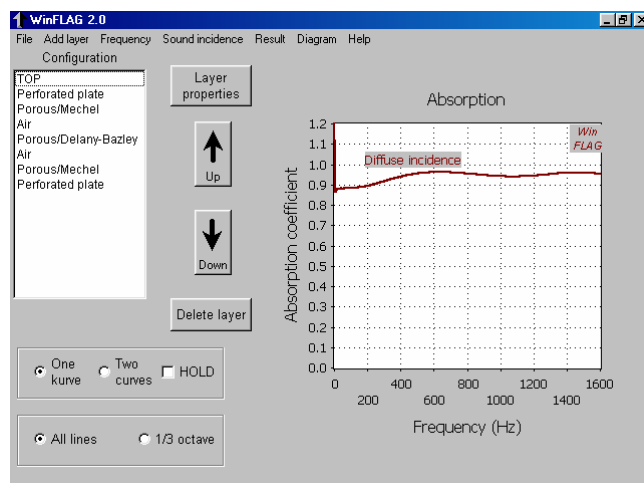 WinFLAG 2.0
File Add layer Frequency Sound incidence Result Diagram Help
Configuration
TOP
Perforated plate
Porous/Mechel
Air
Porous/Delany-Bazley
Air
Porous/Mechel
Perforated plate
Layer
properties
Up
Down
Delete layer
One
kurve
Two
curves
HOLD
All lines
1/3 octave
Absorption
Win
FLAG
Diffuse incidence
Absorption coefficient
1.2
1.1
1.0
0.9
0.8
0.7
0.6
0.5
0.4
0.3
0.2
0.1
0.0
0 400 800 1200 1600
200 600 1000 1400
Frequency (Hz)